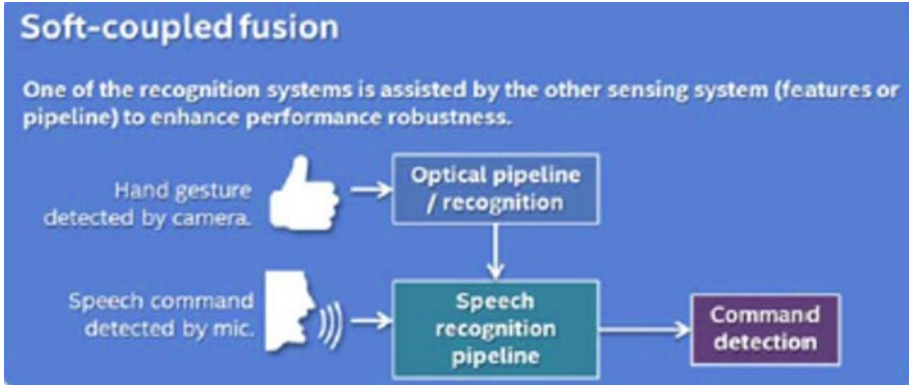 Soft-coupled fusion
One of the recognition systems is assisted by the other sensing system (features or
pipeline) to enhance performance robustness.
Hand gesture
detected by camera.
Optical pipeline
/ recognition
Speech command
detected by mic.
Speech
recognition
pipeline
Command
detection